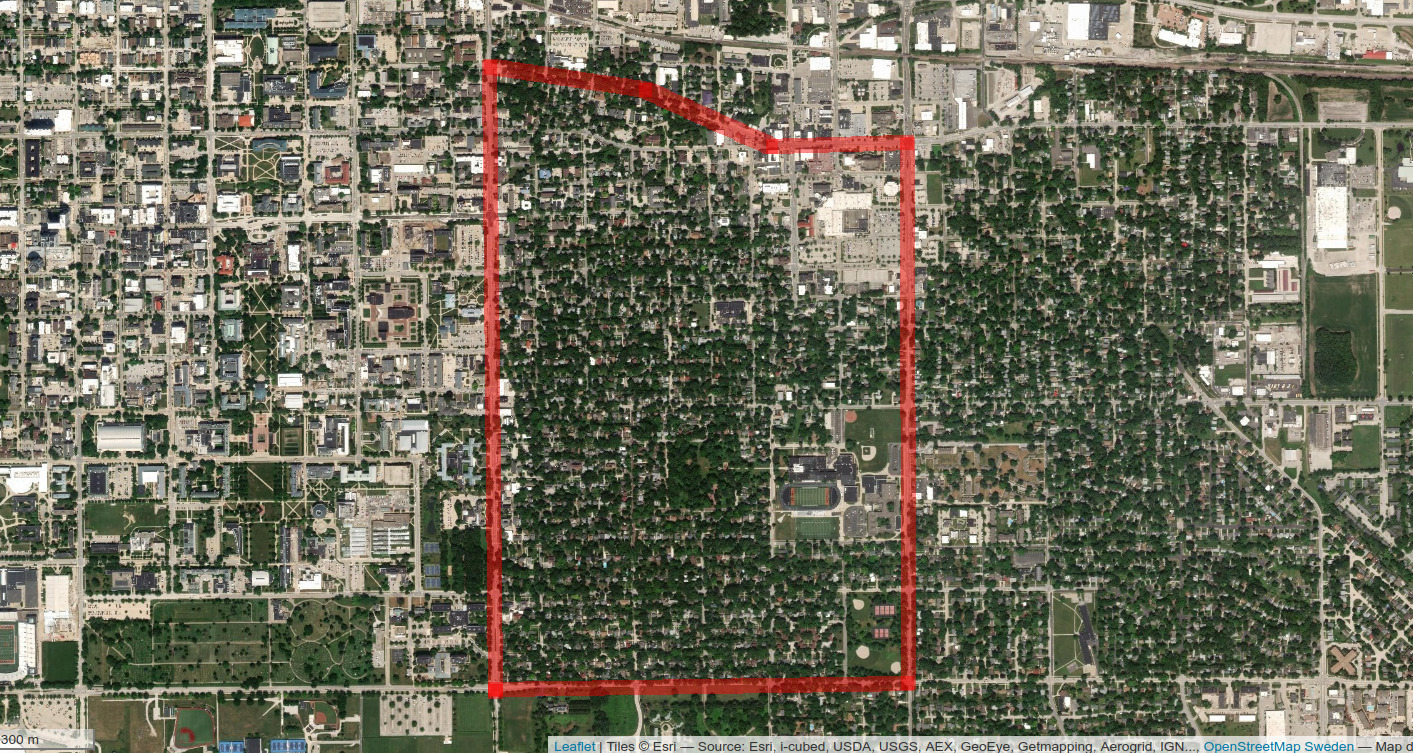 300 m
Leaflet | Tiles © Esri — Source: Esri, i-cubed, USDA, USGS, AEX, GeoEye, Getmapping, Aerogrid, IGN,..., OpenStreetMap Sweden — Map